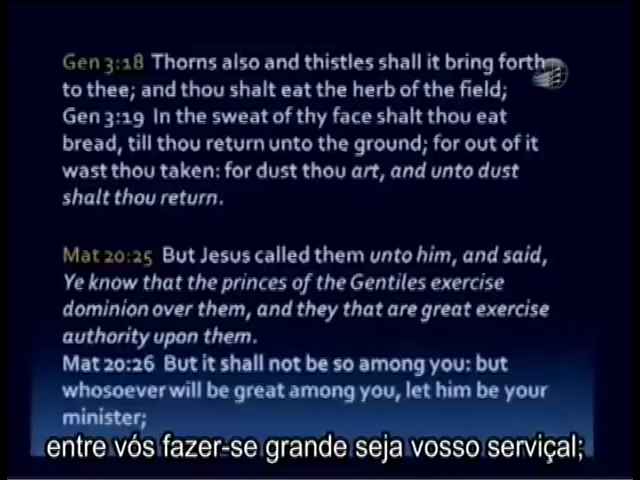 Gen 3:18 Thorns also and thistles shall it bring forth
to thee; and thou shalt eat the herb of the field;
Gen 3:19 In the sweat of thy face shalt thou eat
bread, till thou return unto the ground; for out of it
wast thou taken: for dust thou art, and unto dust
shalt thou return.
Mat 20:25 But Jesus called them unto him, and said,
Ye know that the princes of the Gentiles exercise
dominion over them, and they that are great exercise
authority upon them.
Mat 20:26 But it shall not be so among you: but
whosoever will be great among you, let him be your
minister;
entre vós fazer-se grande seja vosso serviçal;